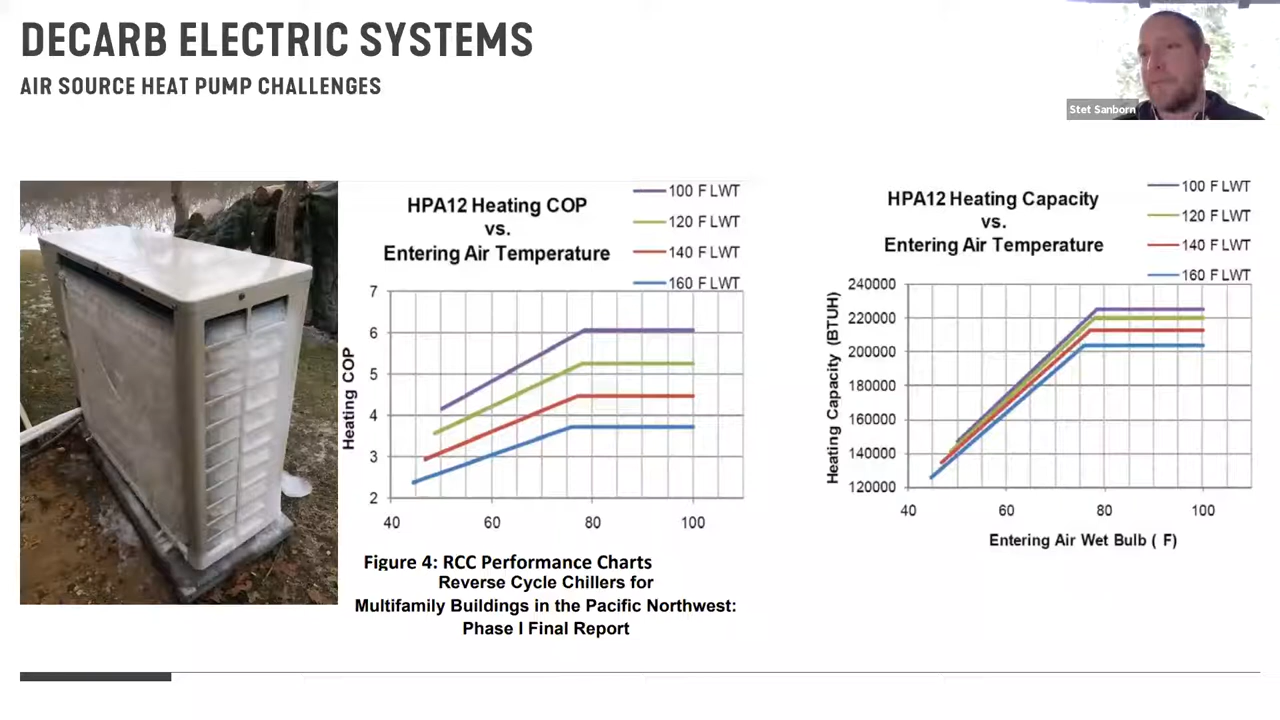 DECARB ELECTRIC SYSTEMS
AIR SOURCE HEAT PUMP CHALLENGES
Stet Sanborn
HPA12 Heating COP
vs.
Entering Air Temperature
100 F LWT
120 F LWT
140 F LWT
160 F LWT
Heating COP
7
6
5
4
3
2
40
60
80
100
HPA12 Heating Capacity
vs.
Entering Air Temperature
100 F LWT
120 F LWT
140 F LWT
160 F LWT
Heating Capacity (BTUH)
240000
220000
200000
180000
160000
140000
120000
40
60
80
100
Entering Air Wet Bulb ( F)
Figure 4: RCC Performance Charts
Reverse Cycle Chillers for
Multifamily Buildings in the Pacific Northwest:
Phase I Final Report